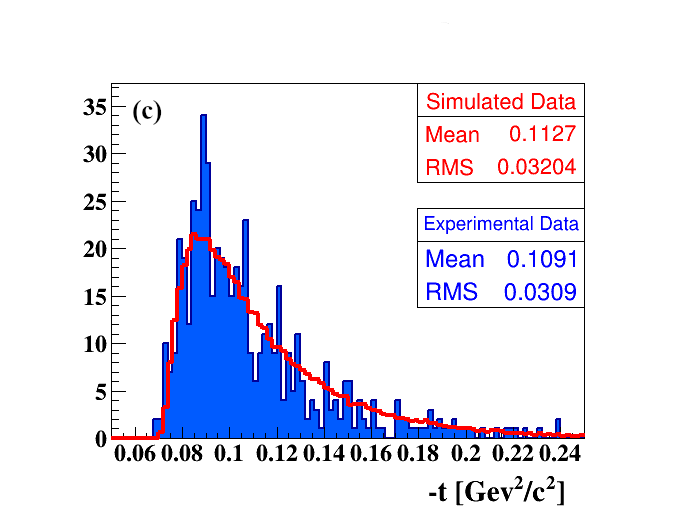 (c)
35
30
25
20
15
10
5
0
0.06 0.08 0.1 0.12 0.14 0.16 0.18 0.2 0.22 0.24
-t [Gev²/c²]
Simulated Data
Mean 0.1127
RMS 0.03204
Experimental Data
Mean 0.1091
RMS 0.0309